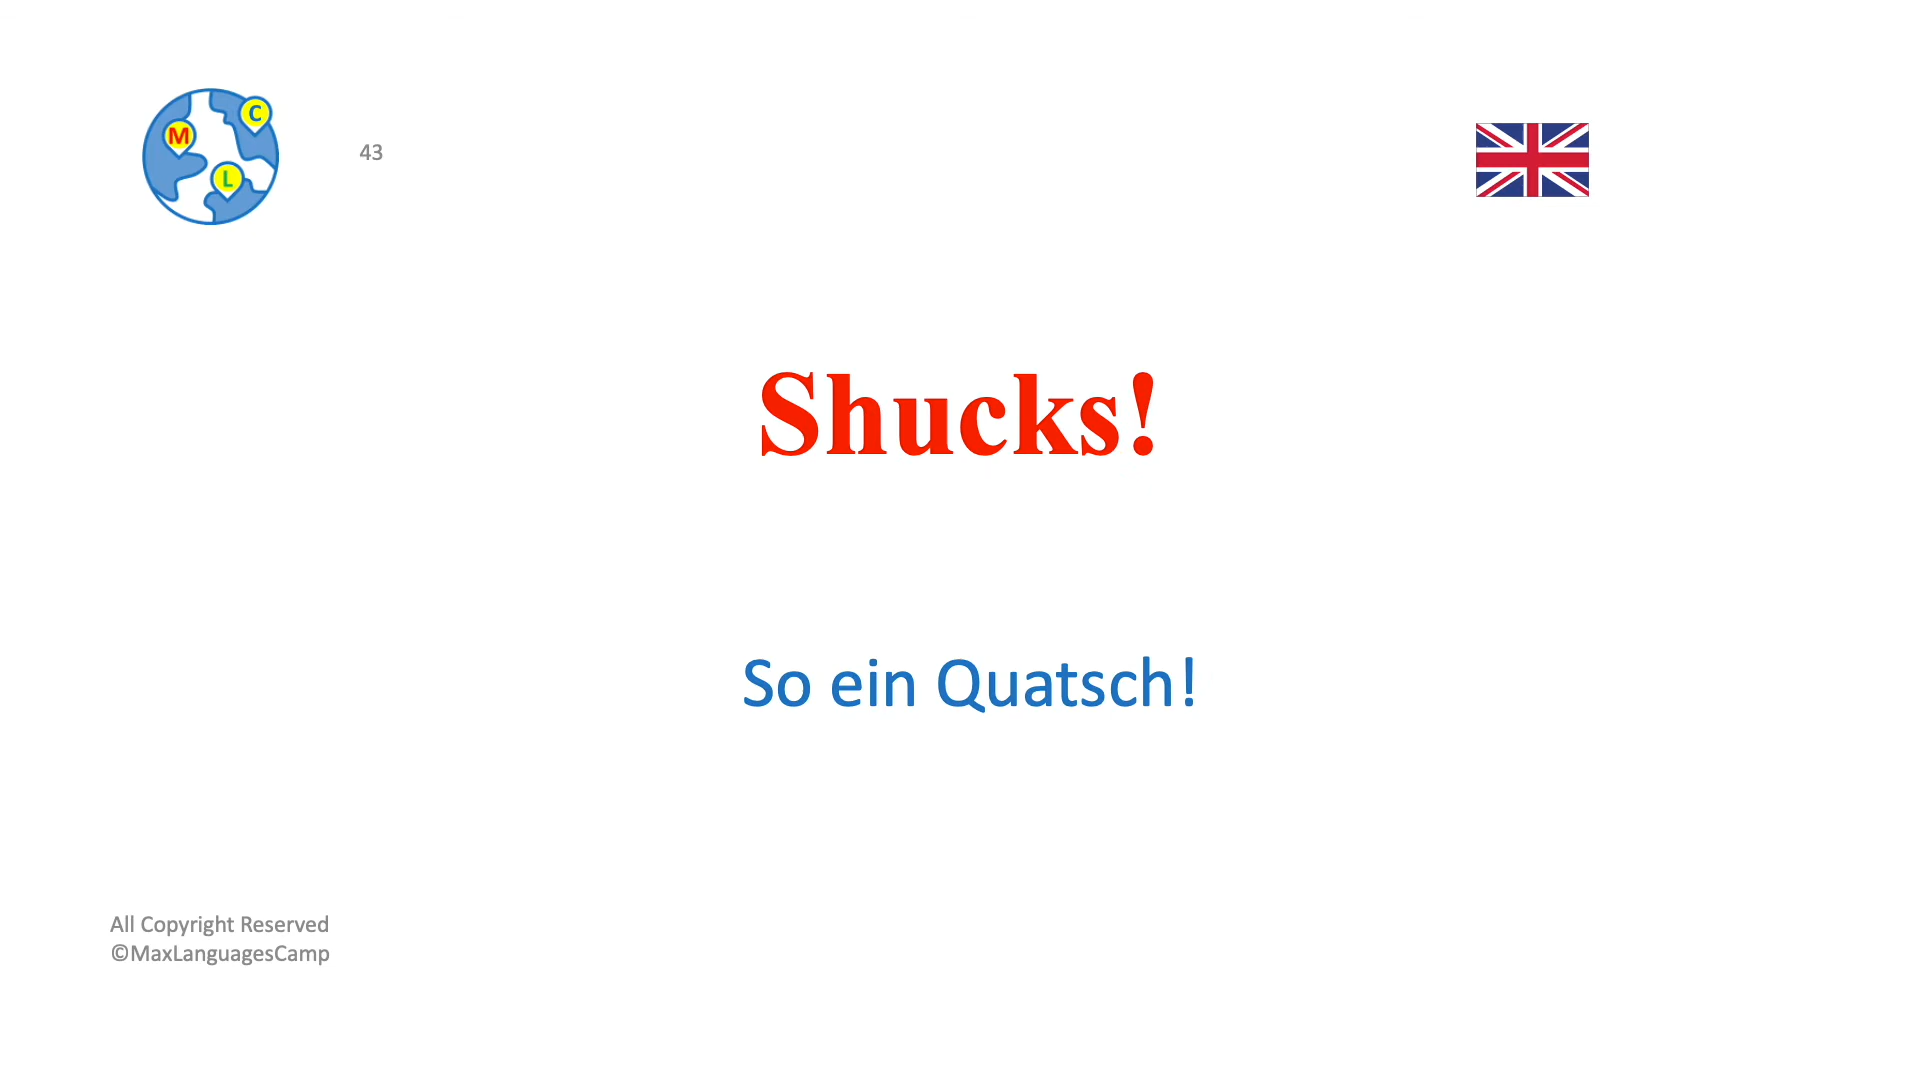 M
C
L
43
Shucks!
So ein Quatsch!
All Copyright Reserved
©MaxLanguagesCamp